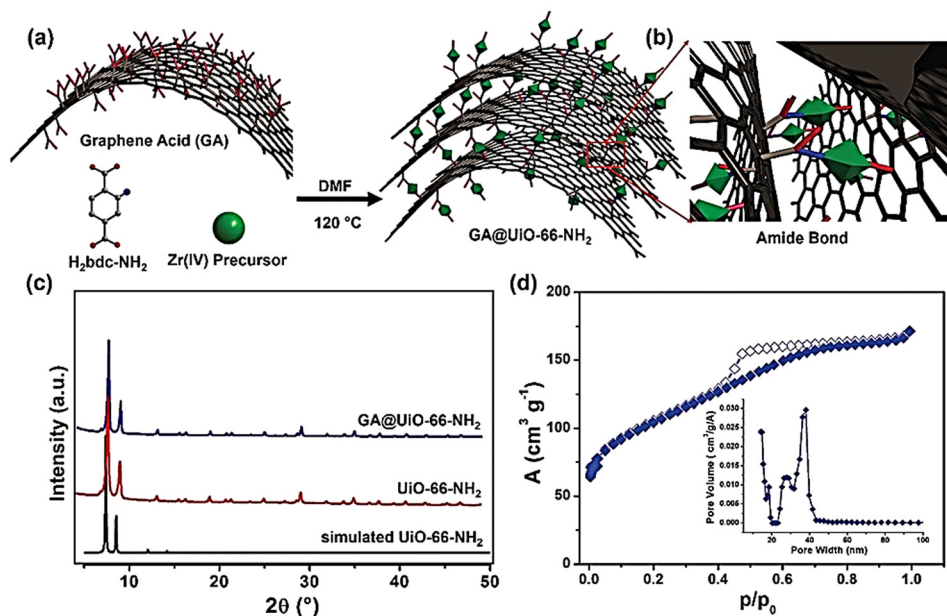 (a)
Graphene Acid (GA)
H₂bdc-NH₂
Zr(IV) Precursor
DMF
120 °C
GA@UiO-66-NH₂
(b)
Amide Bond
(c)
Intensity (a.u.)
GA@UiO-66-NH₂
UiO-66-NH₂
simulated UiO-66-NH₂
10 20 30 40 50
2θ (°)
(d)
A (cm³ g⁻¹)
200
150
100
50
0
0.0 0.2 0.4 0.6 0.8 1.0
p/p₀
Pore Volume ( cm³/g/A)
0.030
0.025
0.020
0.015
0.010
0.005
0.000
20 40 60 80 100
Pore Width (nm)